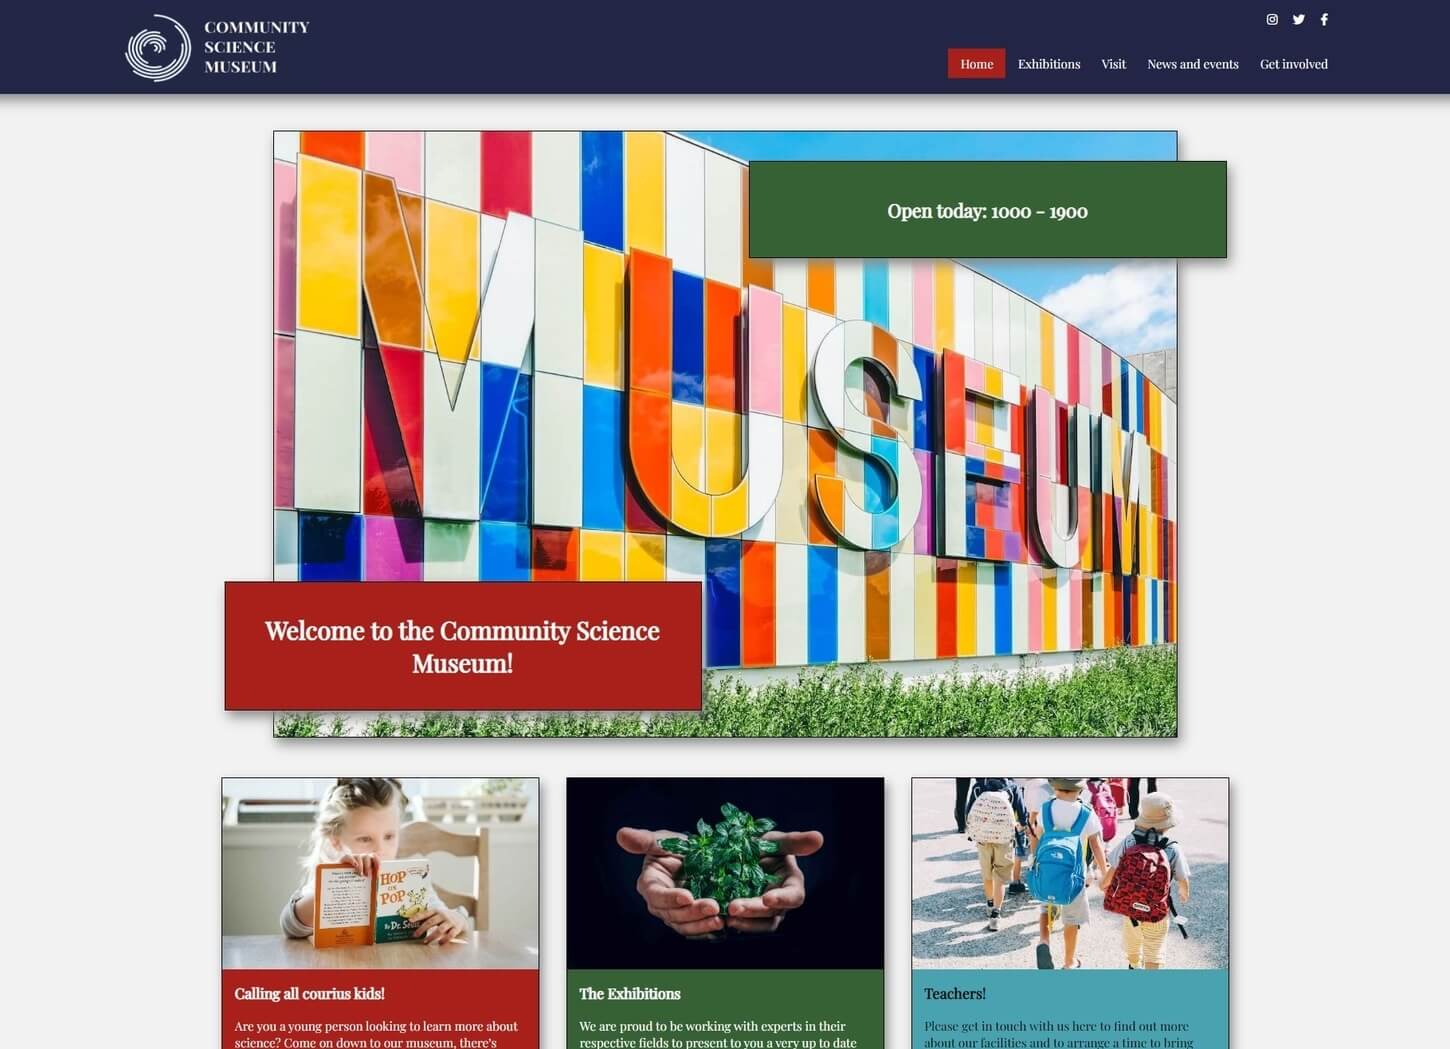 COMMUNITY
SCIENCE
MUSEUM
Home Exhibitions Visit News and events Get involved
MUSEUM
Open today: 1000 - 1900
Welcome to the Community Science
Museum!
HOP
ON
POP
By Dr. Seuss
Calling all courius kids!
Are you a young person looking to learn more about
science? Come on down to our museum, there's
The Exhibitions
We are proud to be working with experts in their
respective fields to present to you a very up to date
Teachers!
Please get in touch with us here to find out more
about our facilities and to arrange a time to bring